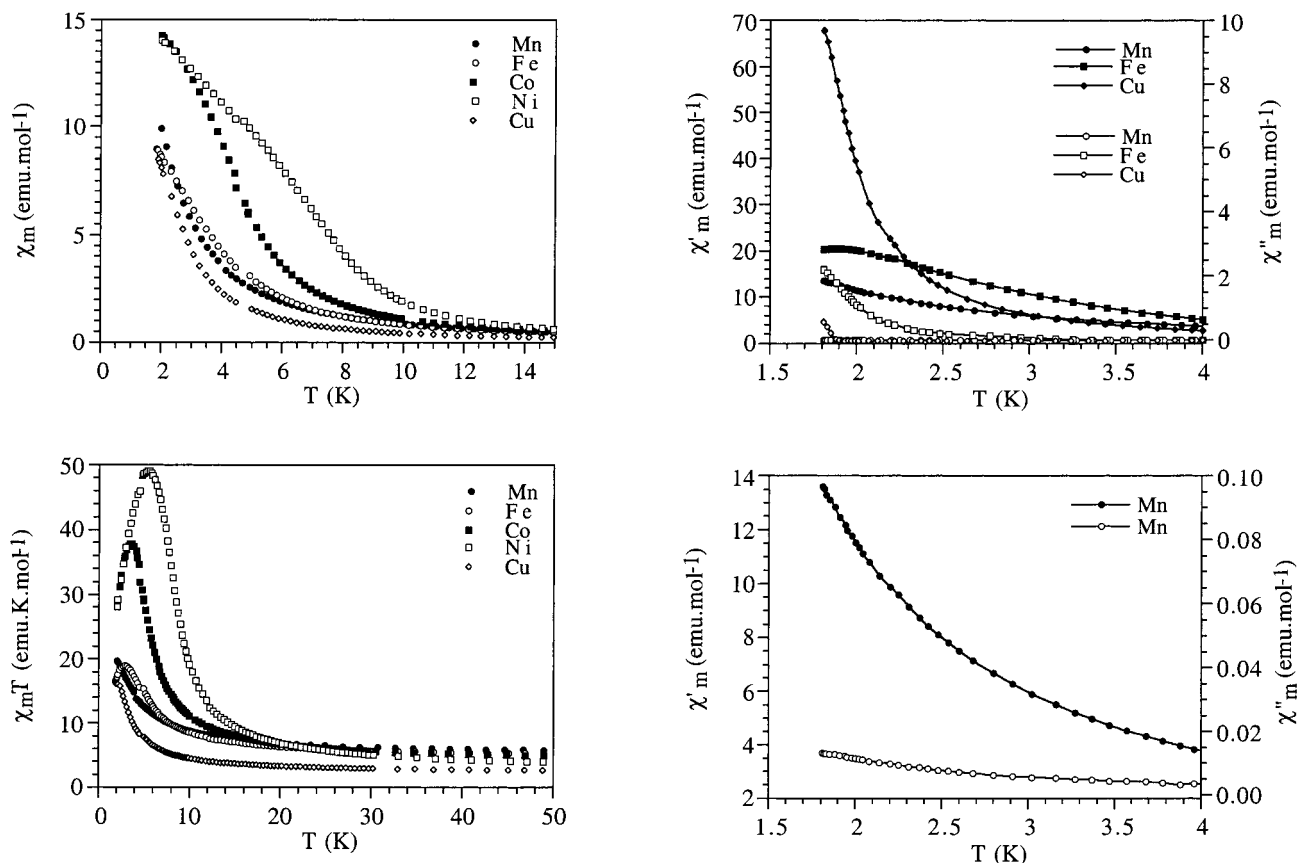 15
10
5
0
χm (emu.mol-1)
Mn
Fe
Co
Ni
Cu
0 2 4 6 8 10 12 14
T (K)
70
60
50
40
30
20
10
0
χ'm (emu.mol-1)
Mn
Fe
Cu
Mn
Fe
Cu
10
8
6
4
2
0
χ"m (emu.mol-1)
1.5 2 2.5 3 3.5 4
T (K)
50
40
30
20
10
0
χmT (emu.K.mol-1)
Mn
Fe
Co
Ni
Cu
0 10 20 30 40 50
T (K)
14
12
10
8
6
4
2
χ'm (emu.mol-1)
Mn
Mn
0.10
0.08
0.06
0.04
0.02
0.00
χ"m (emu.mol-1)
1.5 2 2.5 3 3.5 4
T (K)